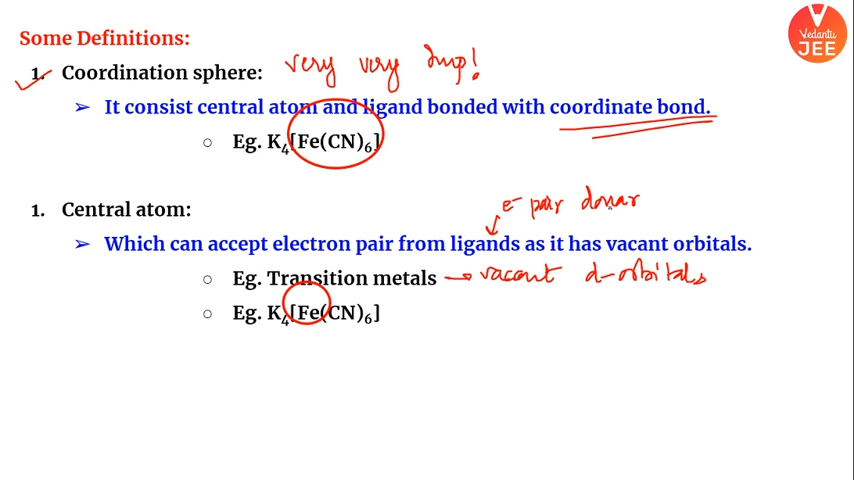 Vedantu
JEE
Some Definitions:
1. Coordination sphere: very very Imp!
➢ It consist central atom and ligand bonded with coordinate bond.
○ Eg. K₄[Fe(CN)₆]
1. Central atom:
e⁻ pair donar
➢ Which can accept electron pair from ligands as it has vacant orbitals.
○ Eg. Transition metals → vacant d-orbitals
○ Eg. K₄[Fe(CN)₆]